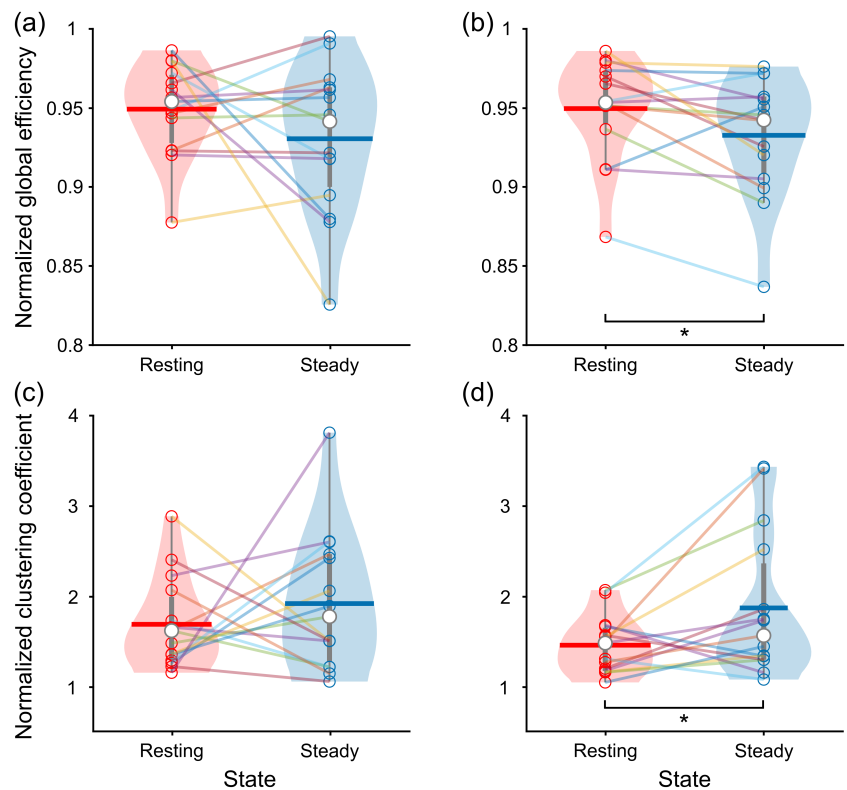 (a)
(b)
Normalized global efficiency
1
0.95
0.9
0.85
0.8
Resting
Steady
1
0.95
0.9
0.85
0.8
*
Resting
Steady
(c)
(d)
Normalized clustering coefficient
4
3
2
1
Resting
Steady
State
4
3
2
1
*
Resting
Steady
State